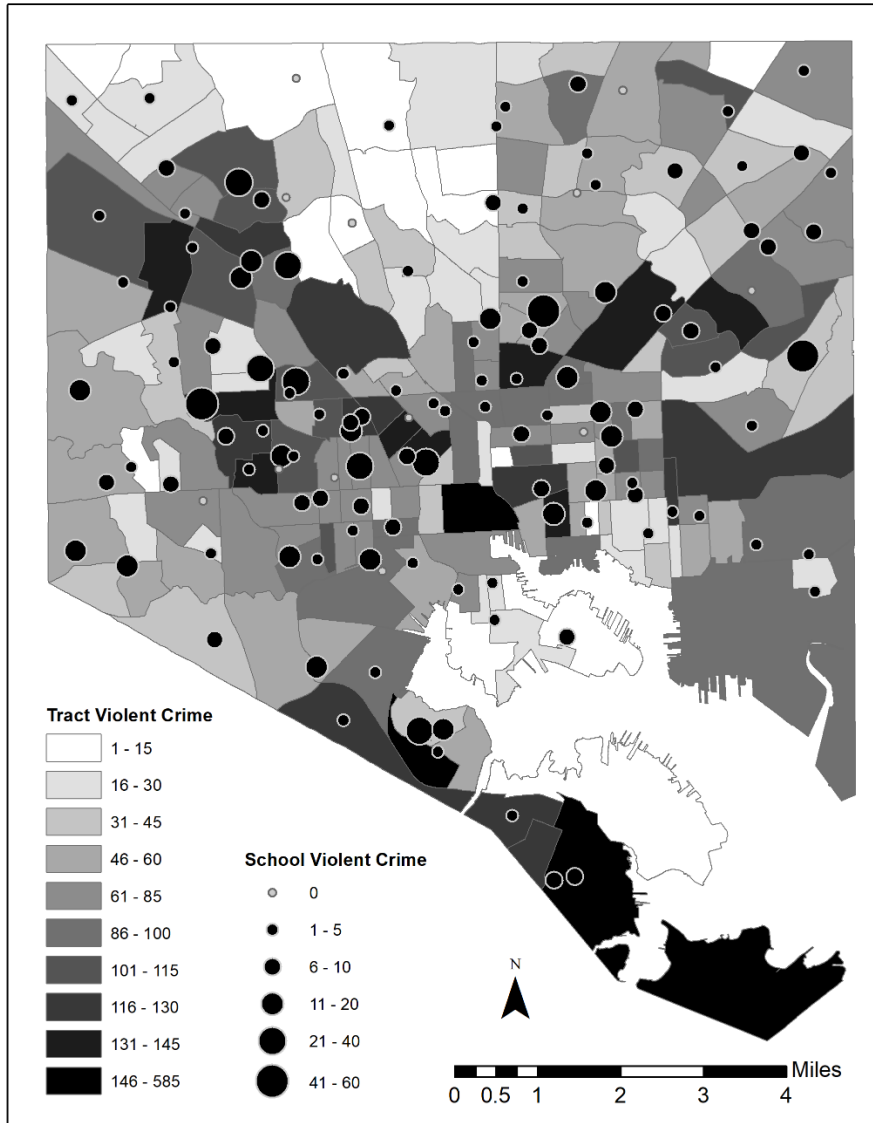 Tract Violent Crime
1 - 15
16 - 30
31 - 45
46 - 60
61 - 85
86 - 100
101 - 115
116 - 130
131 - 145
146 - 585
School Violent Crime
0
1 - 5
6 - 10
11 - 20
21 - 40
41 - 60
N
Miles
0 0.5 1 2 3 4